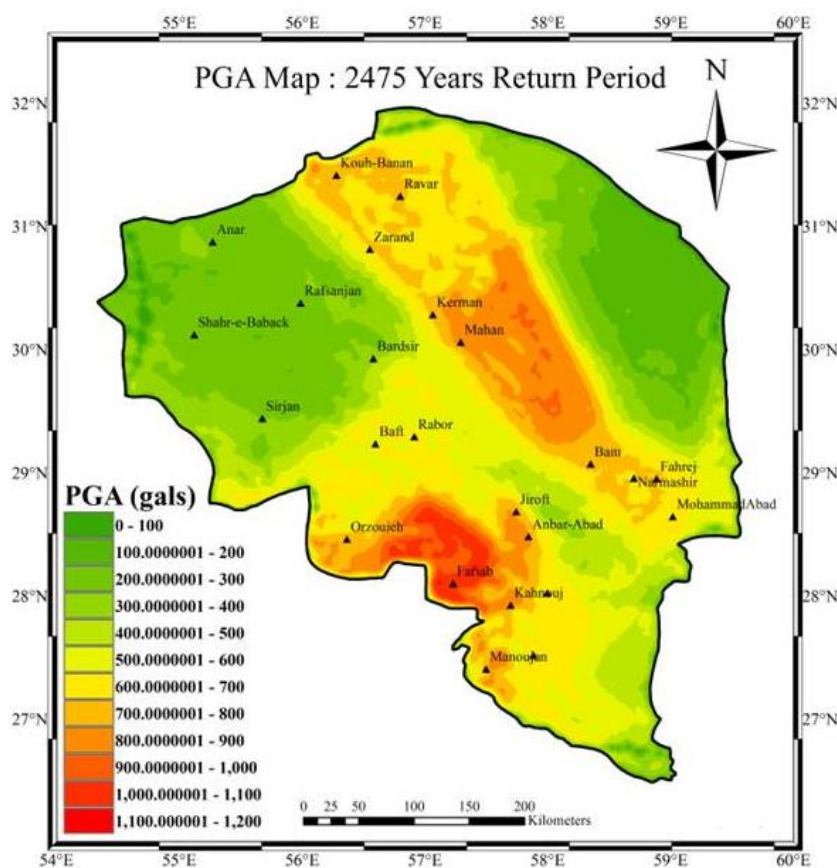 55°E 56°E 57°E 58°E 59°E 60°E
PGA Map : 2475 Years Return Period
N
32°N
32°N
Kouh-Banan
Ravar
31°N
31°N
Anar
Zarand
Rafsanjan
Kerman
Shahr-e-Baback
Mahan
30°N
30°N
Bardsir
Sirjan
Rabor
Baft
Bam
Fahrej
29°N
29°N
Narmashir
PGA (gals)
Jiroft
MohammadAbad
0 - 100
Orzouieh
Anbar-Abad
100.0000001 - 200
200.0000001 - 300
Fariab
28°N
28°N
300.0000001 - 400
Kahnouj
400.0000001 - 500
500.0000001 - 600
Manoujan
600.0000001 - 700
27°N
27°N
700.0000001 - 800
800.0000001 - 900
900.0000001 - 1,000
1,000.0000001 - 1,100
0 25 50 100 150 200
Kilometers
1,100.000001 - 1,200
54°E 55°E 56°E 57°E 58°E 59°E 60°E